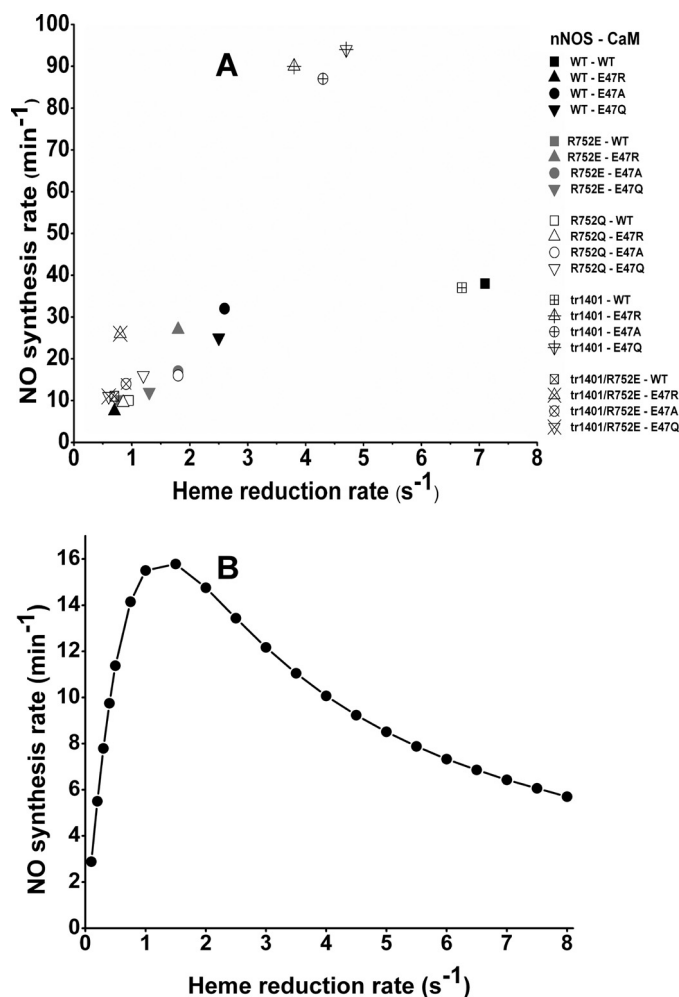 A
NO synthesis rate (min⁻¹)
100
90
80
70
60
50
40
30
20
10
0
0 1 2 3 4 5 6 7 8
Heme reduction rate (s⁻¹)
nNOS - CaM
WT - WT
WT - E47R
WT - E47A
WT - E47Q
R752E - WT
R752E - E47R
R752E - E47A
R752E - E47Q
R752Q - WT
R752Q - E47R
R752Q - E47A
R752Q - E47Q
tr1401 - WT
tr1401 - E47R
tr1401 - E47A
tr1401 - E47Q
tr1401/R752E - WT
tr1401/R752E - E47R
tr1401/R752E - E47A
tr1401/R752E - E47Q
B
NO synthesis rate (min⁻¹)
16
14
12
10
8
6
4
2
0
0 1 2 3 4 5 6 7 8
Heme reduction rate (s⁻¹)